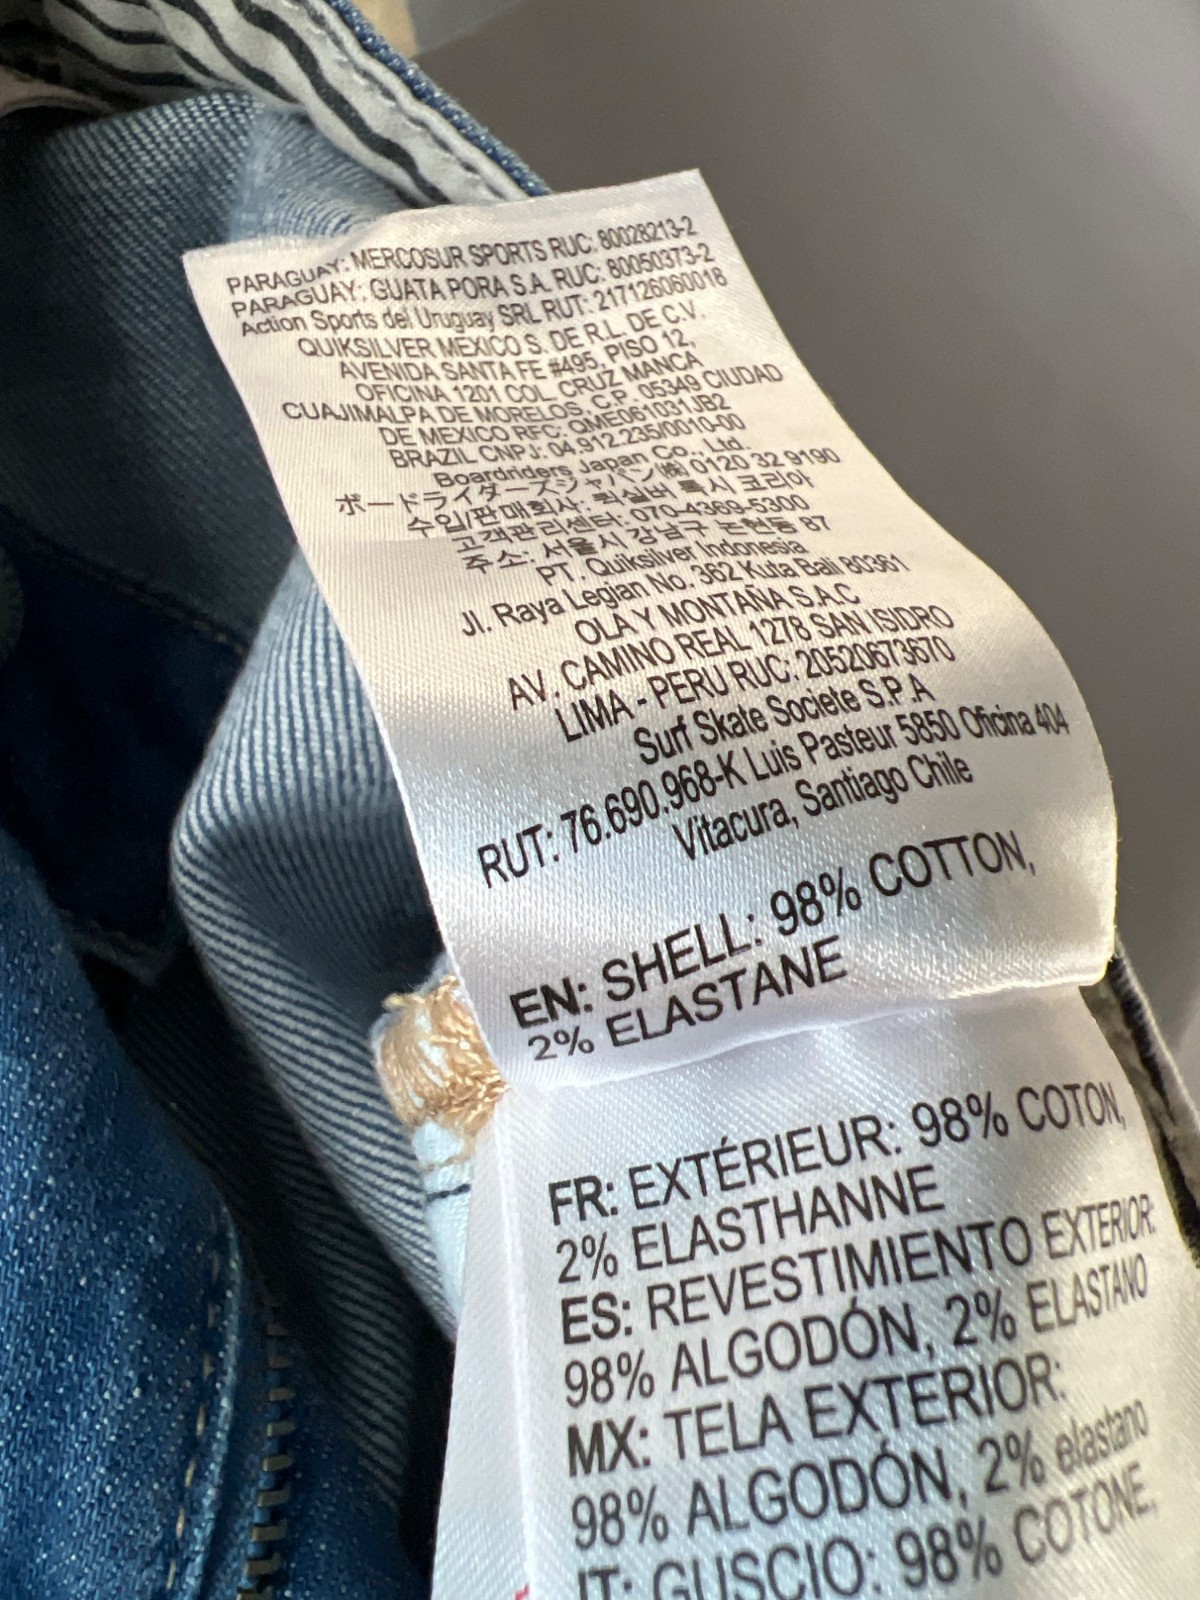 PARAGUAY: MERCOSUR SPORTS RUC: 80028213-2
PARAGUAY: GUATA PORA S.A. RUC: 80050373-2
Action Sports del Uruguay SRL RUT: 217126060018
QUIKSILVER MEXICO S. DE R.L. DE C.V.
AVENIDA SANTA FE #495, PISO 12,
OFICINA 1201 COL. CRUZ MANCA
CUAJIMALPA DE MORELOS, C.P. 05349 CIUDAD
DE MEXICO RFC: QME061031JB2
BRAZIL CNPJ: 04.912.235/0010-00
Boardriders Japan Co., Ltd.
ボードライダーズジャパン㈱ 0120 32 9190
수입/판매회사: 퀵실버 록시 코리아
고객관리센터: 070-4369-5300
주소: 서울시 강남구 논현동 87
PT. Quiksilver Indonesia
Jl. Raya Legian No. 362 Kuta Bali 80361
OLA Y MONTAÑA S.A.C
AV. CAMINO REAL 1278 SAN ISIDRO
LIMA - PERU RUC: 20520673670
Surf Skate Societe S.P.A
RUT: 76.690.968-K Luis Pasteur 5850 Oficina 404
Vitacura, Santiago Chile
EN: SHELL: 98% COTTON,
2% ELASTANE
FR: EXTÉRIEUR: 98% COTON,
2% ELASTHANNE
ES: REVESTIMIENTO EXTERIOR:
98% ALGODÓN, 2% ELASTANO
MX: TELA EXTERIOR:
98% ALGODÓN, 2% elastano
IT: GUSCIO: 98% COTONE,